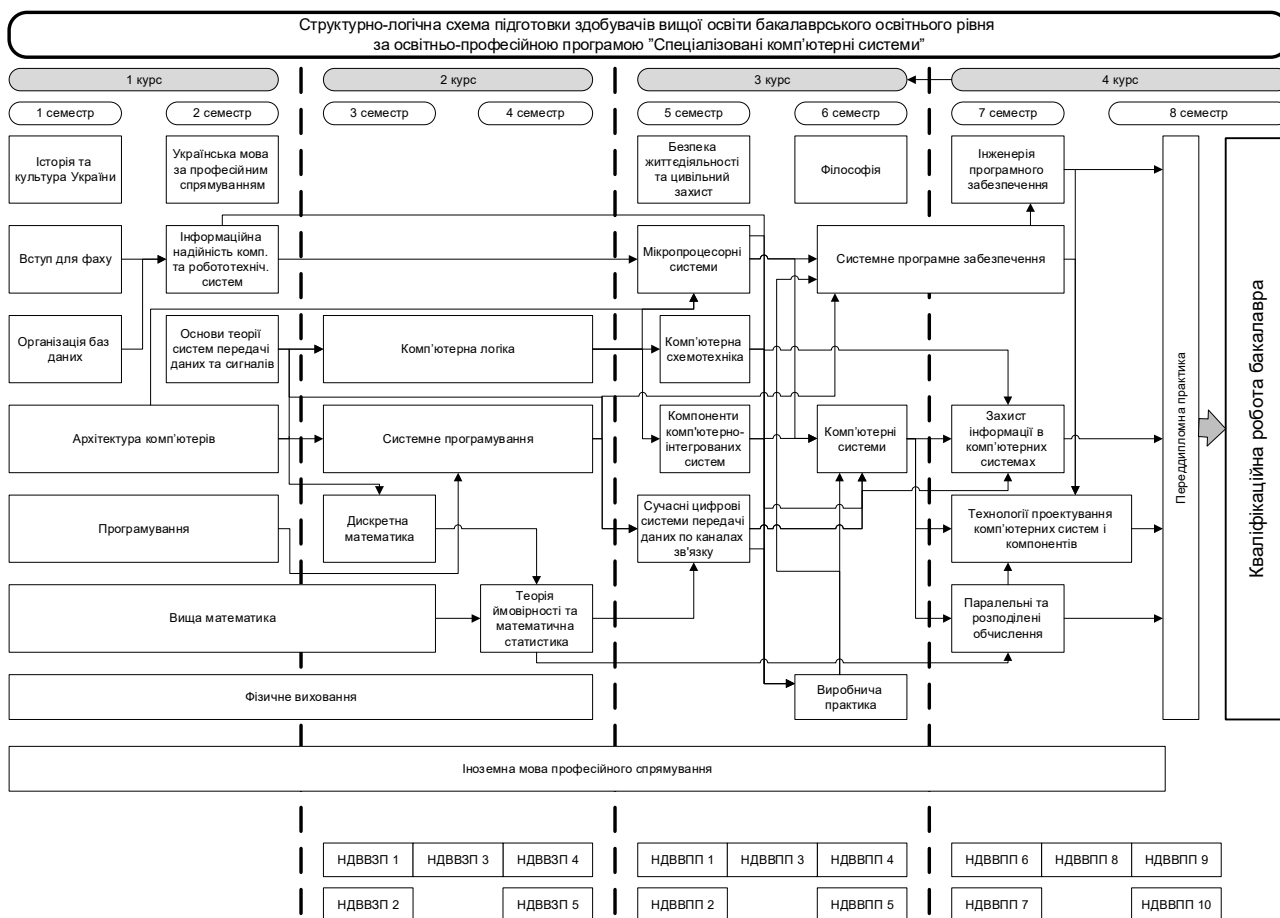 Структурно-логічна схема підготовки здобувачів вищої освіти бакалаврського освітнього рівня
за освітньо-професійною програмою ”Спеціалізовані комп’ютерні системи”
1 курс
2 курс
3 курс
4 курс
1 семестр
2 семестр
3 семестр
4 семестр
5 семестр
6 семестр
7 семестр
8 семестр
Історія та
культура України
Українська мова
за професійним
спрямуванням
Безпека
життєдіяльності
та цивільний
захист
Філософія
Інженерія
програмного
забезпечення
Вступ для фаху
Інформаційна
надійність комп.
та робототехніч.
систем
Мікропроцесорні
системи
Системне програмне забезпечення
Організація баз
даних
Основи теорії
систем передачі
даних та сигналів
Комп’ютерна логіка
Комп’ютерна
схемотехніка
Архітектура комп’ютерів
Системне програмування
Компоненти
комп'ютерно-
інтегрованих
систем
Комп’ютерні
системи
Захист
інформації в
комп’ютерних
системах
Програмування
Дискретна
математика
Сучасні цифрові
системи передачі
даних по каналах
зв'язку
Технології проектування
комп’ютерних систем і
компонентів
Вища математика
Теорія
ймовірності та
математична
статистика
Паралельні та
розподілені
обчислення
Фізичне виховання
Виробнича
практика
Іноземна мова професійного спрямування
Переддипломна практика
Кваліфікаційна робота бакалавра
НДВВЗП 1
НДВВЗП 3
НДВВЗП 4
НДВВПП 1
НДВВПП 3
НДВВПП 4
НДВВПП 6
НДВВПП 8
НДВВПП 9
НДВВЗП 2
НДВВЗП 5
НДВВПП 2
НДВВПП 5
НДВВПП 7
НДВВПП 10